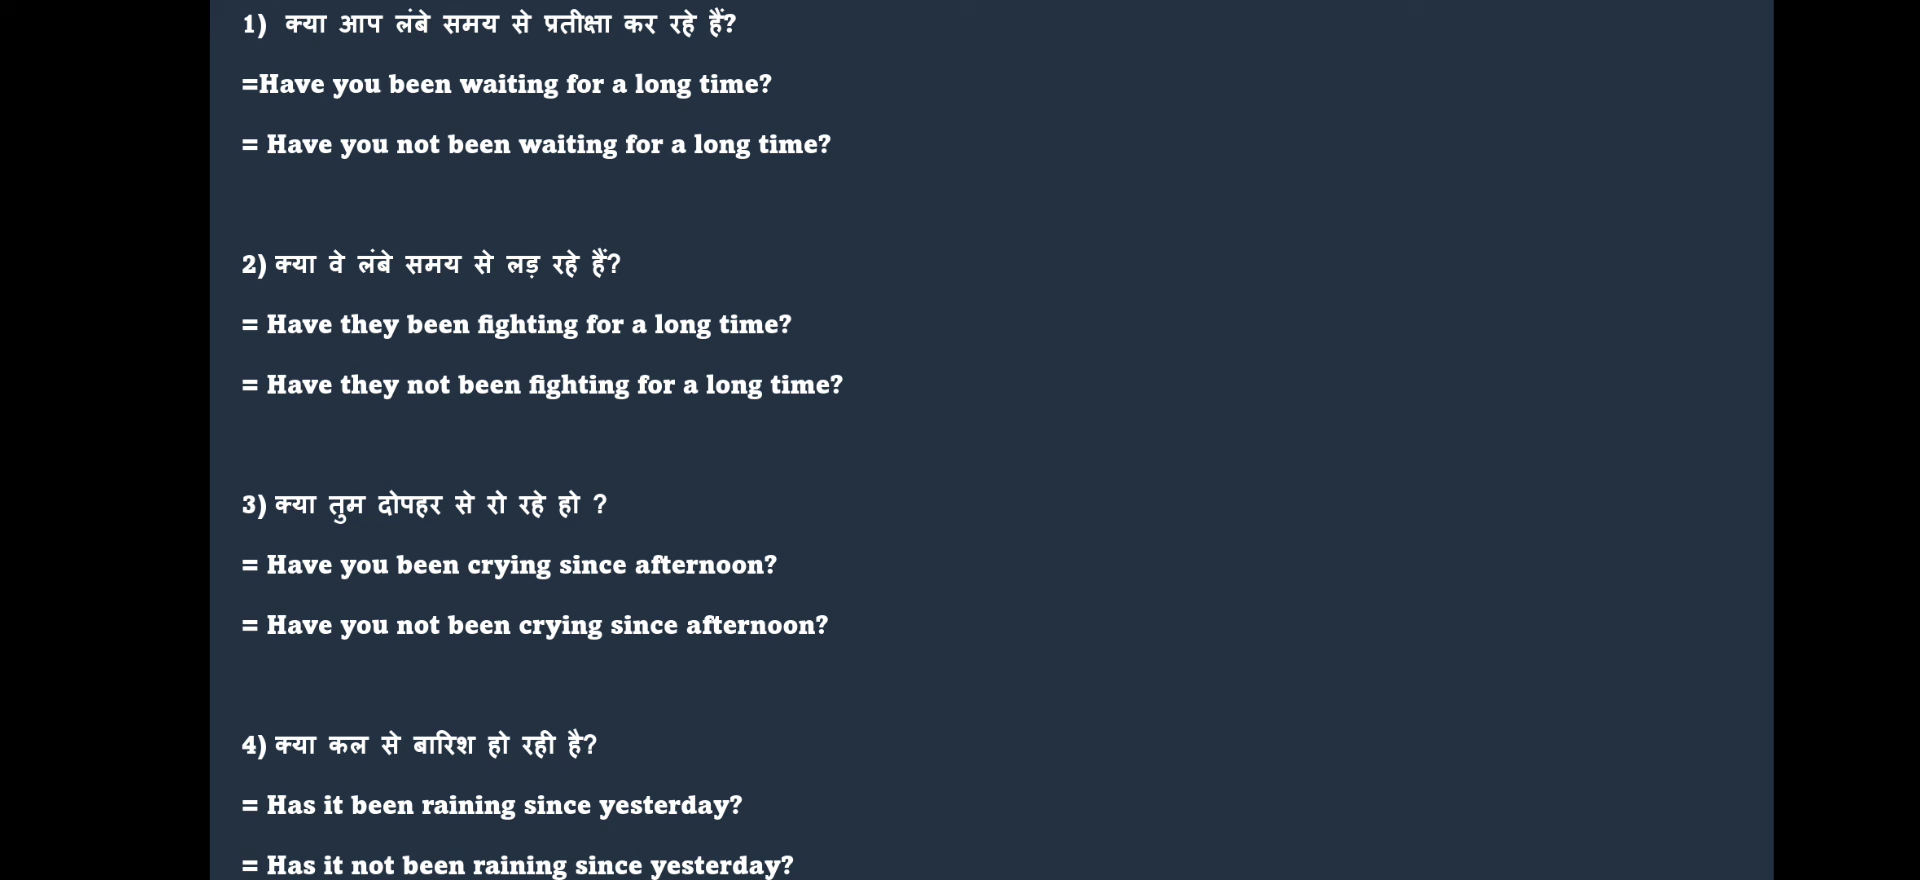 1) क्या आप लंबे समय से प्रतीक्षा कर रहे हैं?
=Have you been waiting for a long time?
= Have you not been waiting for a long time?
2) क्या वे लंबे समय से लड़ रहे हैं?
= Have they been fighting for a long time?
= Have they not been fighting for a long time?
3) क्या तुम दोपहर से रो रहे हो ?
= Have you been crying since afternoon?
= Have you not been crying since afternoon?
4) क्या कल से बारिश हो रही है?
= Has it been raining since yesterday?
= Has it not been raining since yesterday?